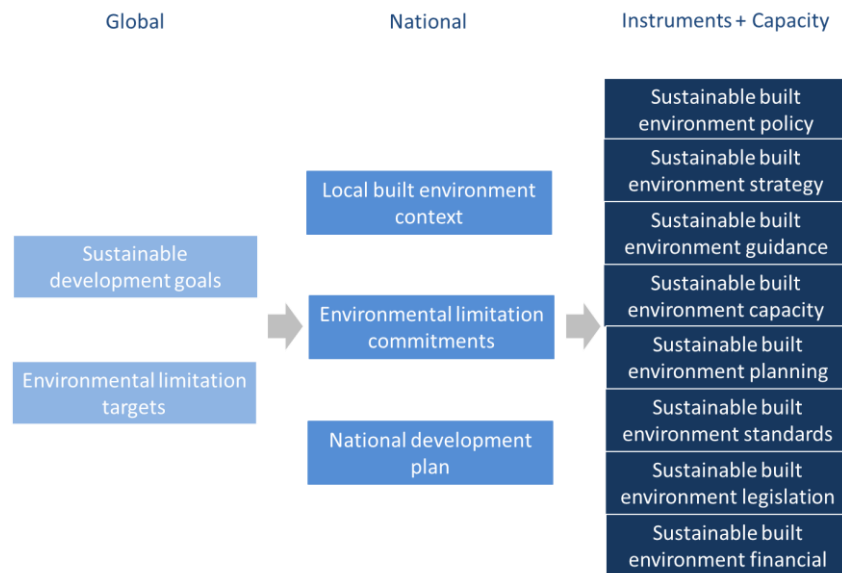 Global
National
Instruments + Capacity
Sustainable
development goals
Environmental limitation
targets
Local built environment
context
Environmental limitation
commitments
National development
plan
Sustainable built
environment policy
Sustainable built
environment strategy
Sustainable built
environment guidance
Sustainable built
environment capacity
Sustainable built
environment planning
Sustainable built
environment standards
Sustainable built
environment legislation
Sustainable built
environment financial